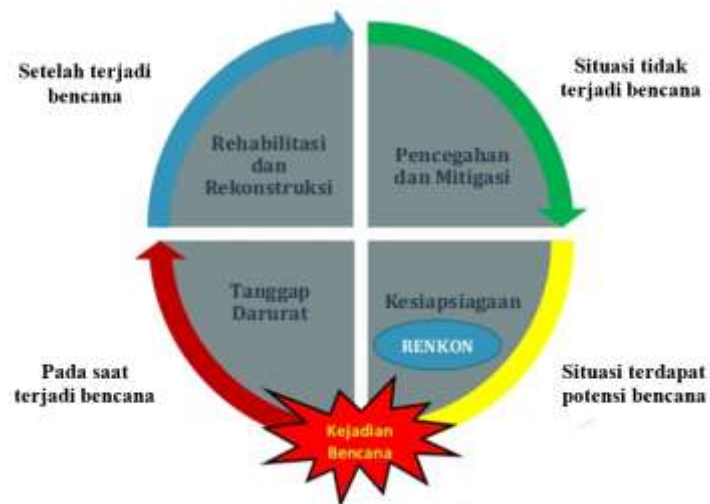 Setelah terjadi
bencana
Situasi tidak
terjadi bencana
Rehabilitasi
dan
Rekonstruksi
Pencegahan
dan Mitigasi
Tanggap
Darurat
Kesiapsiagaan
RENKON
Pada saat
terjadi bencana
Situasi terdapat
potensi bencana
Kejadian
Bencana